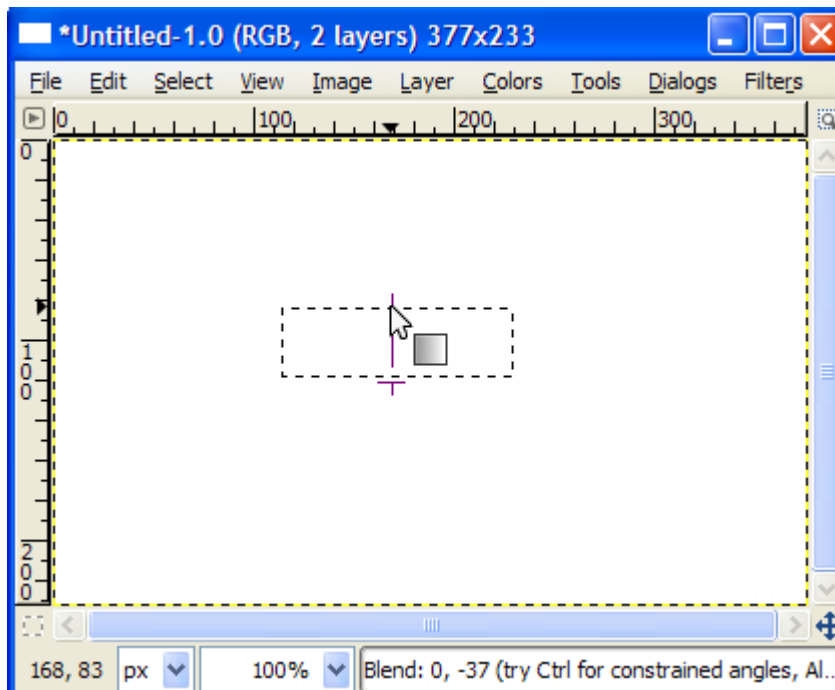 *Untitled-1.0 (RGB, 2 layers) 377x233
File Edit Select View Image Layer Colors Tools Dialogs Filters
0 100 200 300
0
100
200
168, 83 px 100% Blend: 0, -37 (try Ctrl for constrained angles, Al...